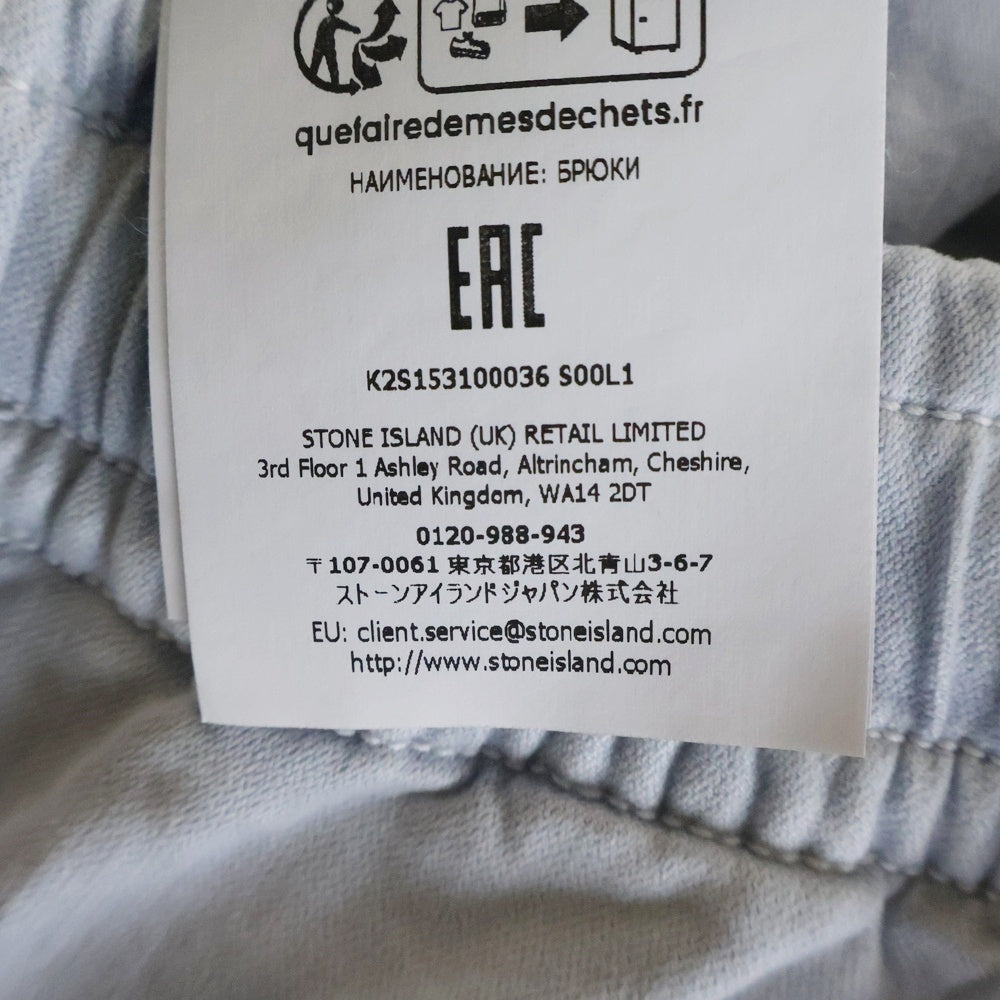 quefairedemesdechets.fr
НАИМЕНОВАНИЕ: БРЮКИ
EAC
K2S153100036 S00L1
STONE ISLAND (UK) RETAIL LIMITED
3rd Floor 1 Ashley Road, Altrincham, Cheshire,
United Kingdom, WA14 2DT
0120-988-943
〒107-0061 東京都港区北青山3-6-7
ストーンアイランドジャパン株式会社
EU: client.service@stoneisland.com
http://www.stoneisland.com